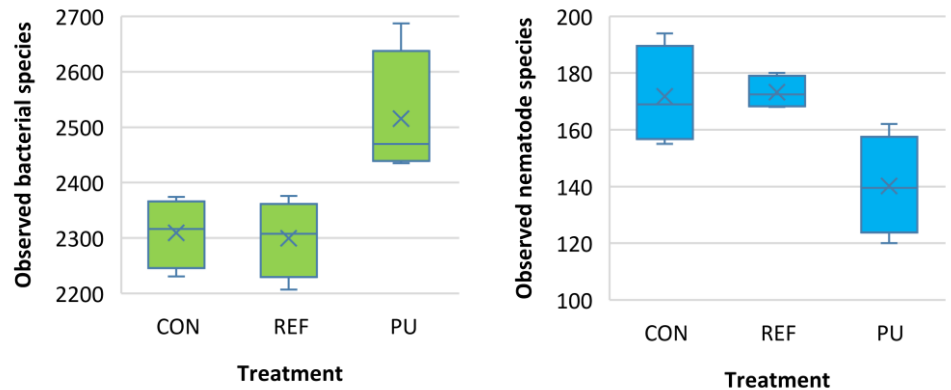 Observed bacterial species
2700
2600
2500
2400
2300
2200
CON REF PU
Treatment
Observed nematode species
200
180
160
140
120
100
CON REF PU
Treatment